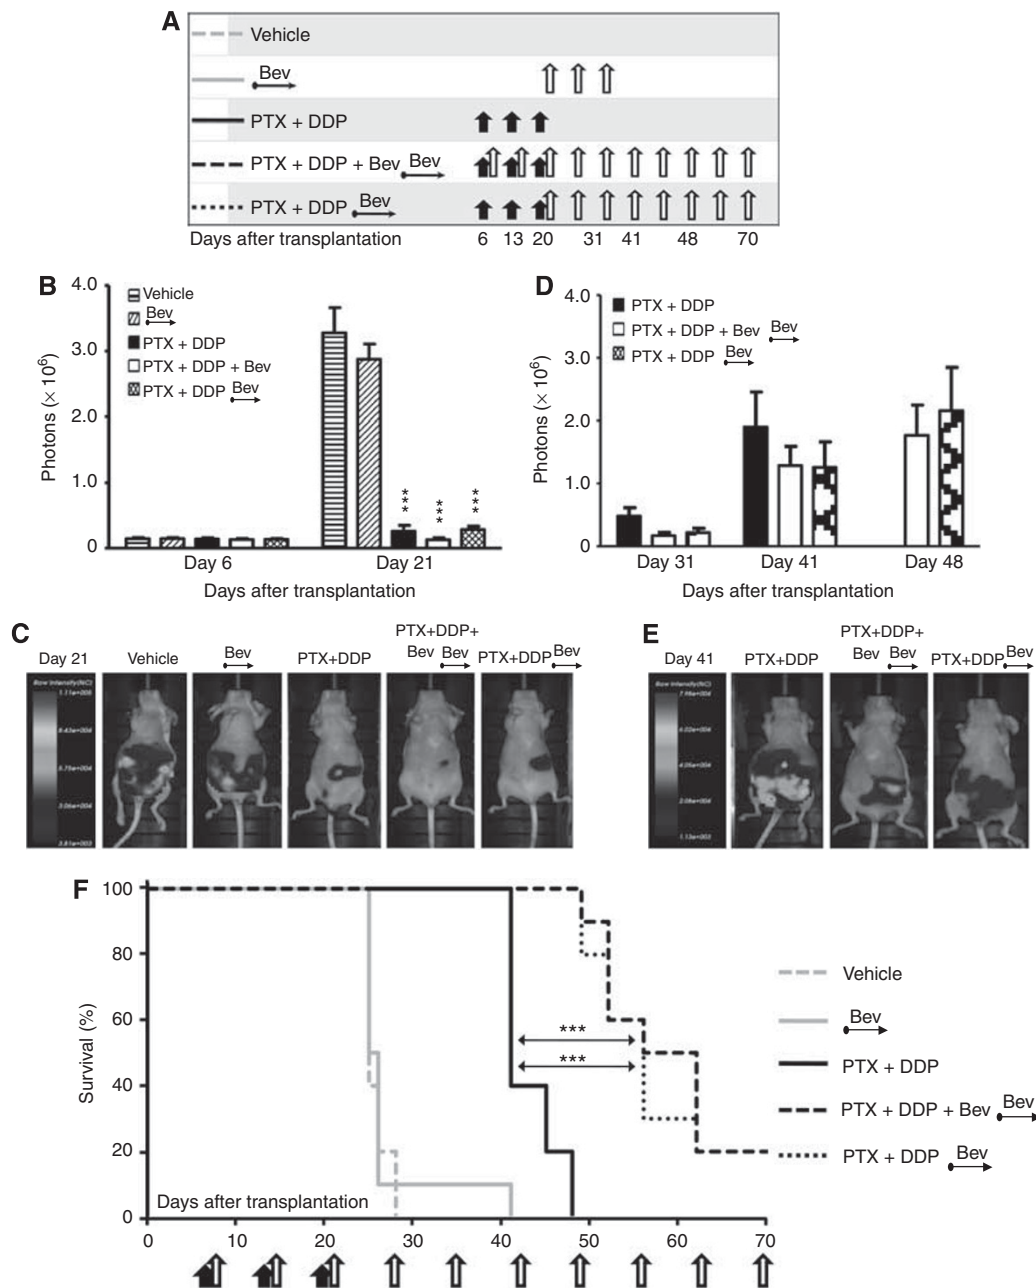 A
Vehicle
Bev
PTX + DDP
PTX + DDP + Bev Bev
PTX + DDP Bev
Days after transplantation 6 13 20 31 41 48 70
B
4.0
3.0
2.0
1.0
0
Photons (× 10⁶)
Vehicle
Bev
PTX + DDP
PTX + DDP + Bev
PTX + DDP Bev
*** *** ***
Day 6 Day 21
Days after transplantation
D
4.0
3.0
2.0
1.0
0
Photons (× 10⁶)
PTX + DDP
PTX + DDP + Bev Bev
PTX + DDP Bev
Day 31 Day 41 Day 48
Days after transplantation
C
Day 21
Vehicle
Bev
PTX+DDP
PTX+DDP+
Bev Bev
PTX+DDP Bev
Raw Intensity(NC)
E
Day 41
PTX+DDP
PTX+DDP+
Bev Bev
PTX+DDP Bev
Raw Intensity(NC)
F
100
80
60
40
20
0
Survival (%)
***
***
Days after transplantation
0 10 20 30 40 50 60 70
Vehicle
Bev
PTX + DDP
PTX + DDP + Bev Bev
PTX + DDP Bev